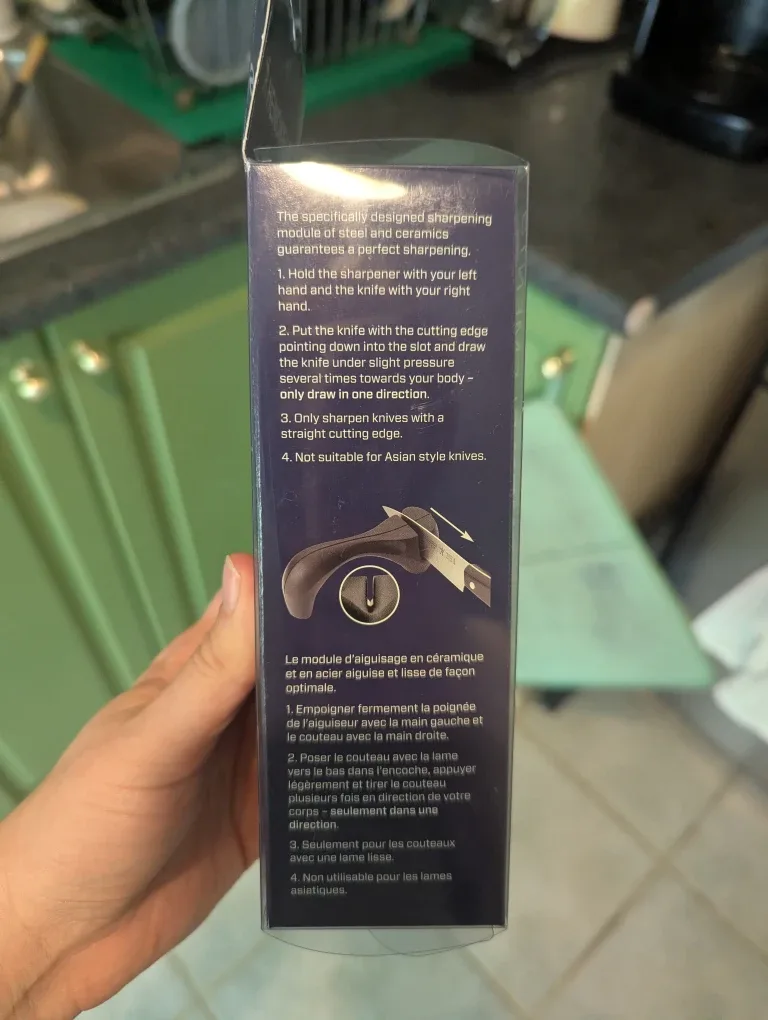 The specifically designed sharpening
module of steel and ceramics
guarantees a perfect sharpening.
1. Hold the sharpener with your left
hand and the knife with your right
hand.
2. Put the knife with the cutting edge
pointing down into the slot and draw
the knife under slight pressure
several times towards your body –
only draw in one direction.
3. Only sharpen knives with a
straight cutting edge.
4. Not suitable for Asian style knives.
Le module d'aiguisage en céramique
et en acier aiguise et lisse de façon
optimale.
1. Empoigner fermement la poignée
de l'aiguiseur avec la main gauche et
le couteau avec la main droite.
2. Poser le couteau avec la lame
vers le bas dans l'encoche, appuyer
légèrement et tirer le couteau
plusieurs fois en direction de votre
corps – seulement dans une
direction.
3. Seulement pour les couteaux
avec une lame lisse.
4. Non utilisable pour les lames
asiatiques.